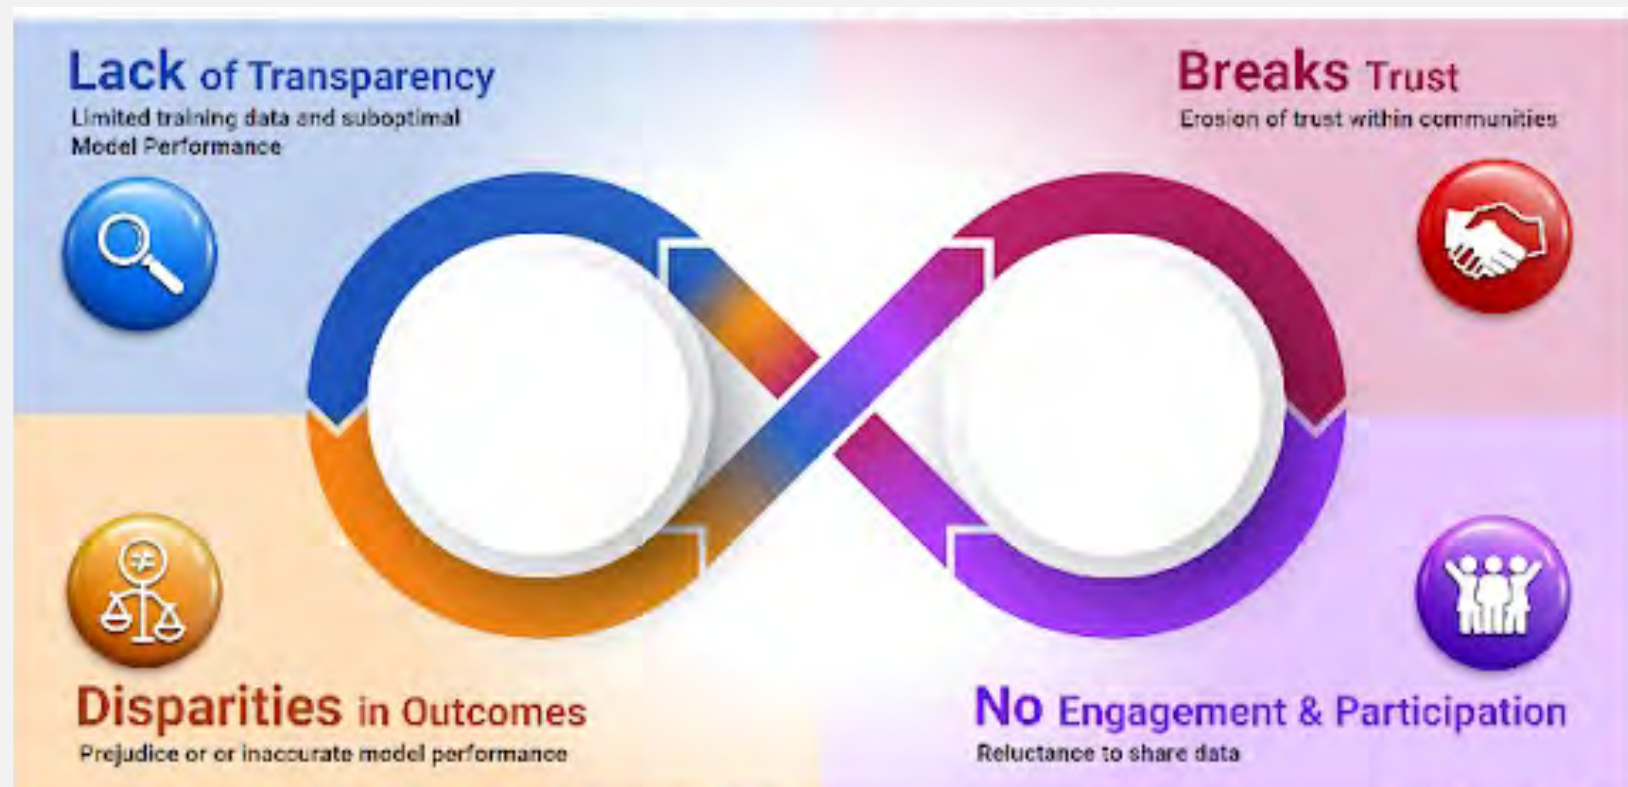 Lack of Transparency
Limited training data and suboptimal
Model Performance
Breaks Trust
Erosion of trust within communities
Disparities in Outcomes
Prejudice or or inaccurate model performance
No Engagement & Participation
Reluctance to share data